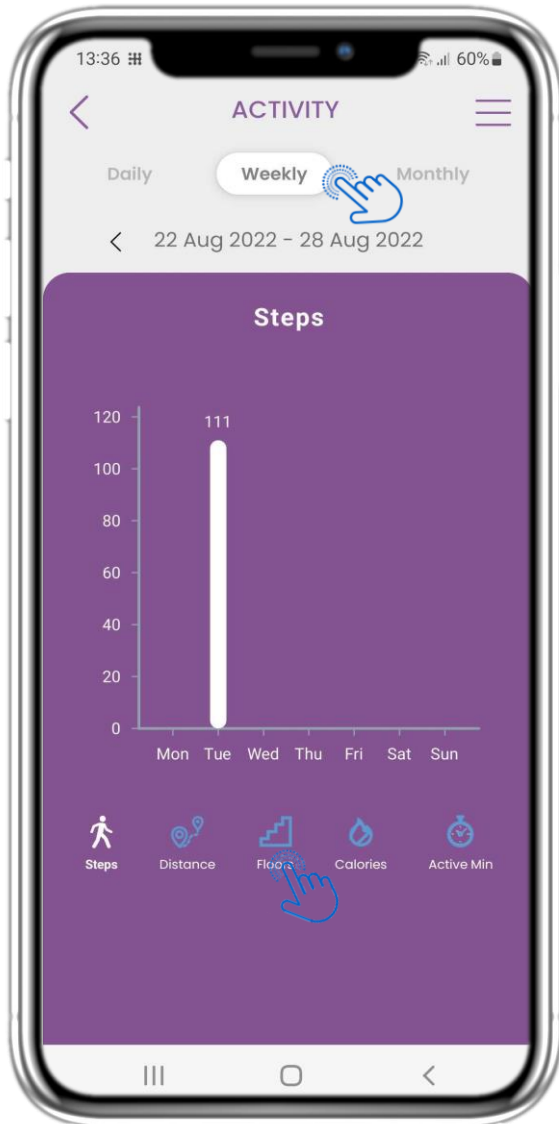 13:36 60%
ACTIVITY
Daily Weekly Monthly
22 Aug 2022 - 28 Aug 2022
Steps
120
111
100
80
60
40
20
0
Mon Tue Wed Thu Fri Sat Sun
Steps Distance Floors Calories Active Min